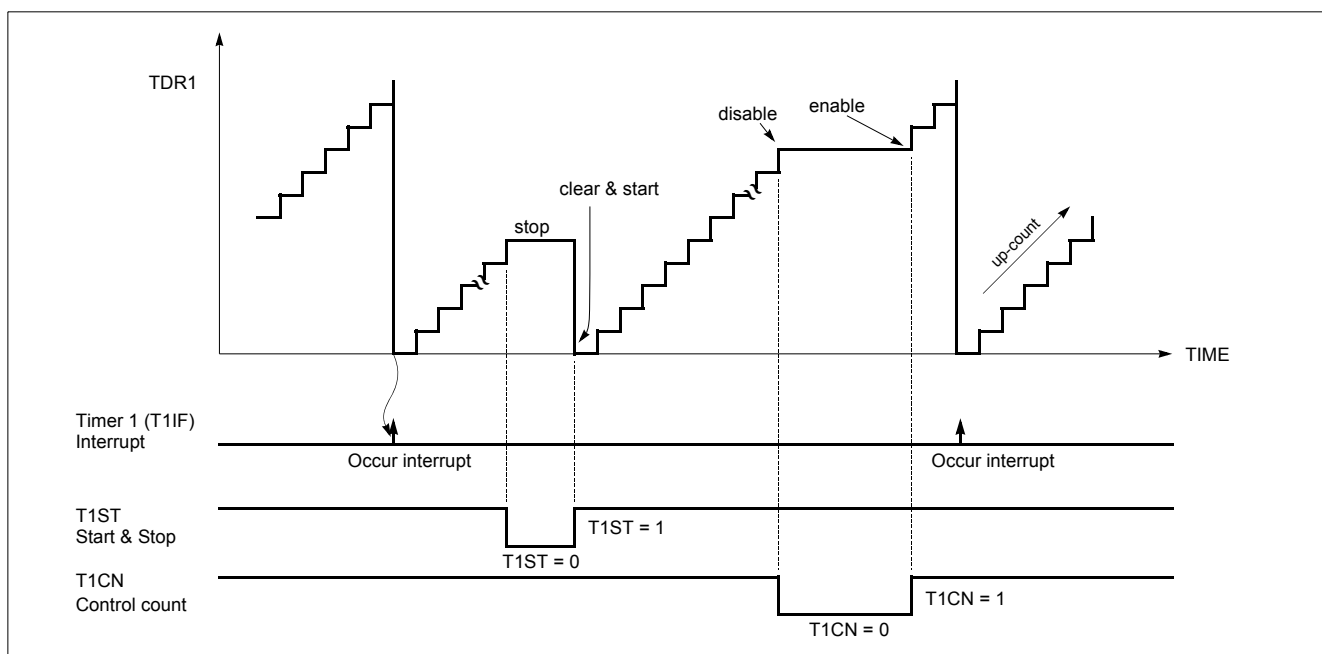 TDR1
disable
enable
clear & start
stop
up-count
TIME
Timer 1 (T1IF)
Interrupt
Occur interrupt
Occur interrupt
T1ST
Start & Stop
T1ST = 1
T1ST = 0
T1CN
Control count
T1CN = 1
T1CN = 0